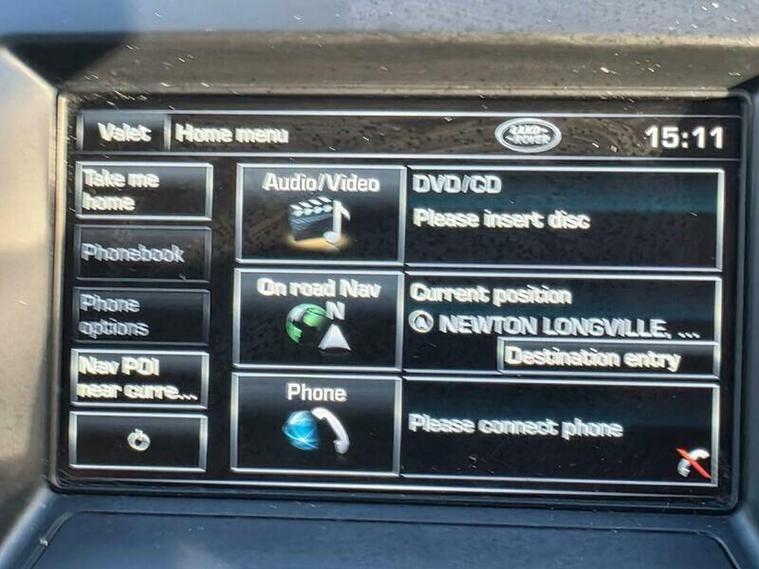 Valet
Home menu
LAND
ROVER
15:11
Take me
home
Audio/Video
DVD/CD
Please insert disc
Phonebook
On road Nav
N
Current position
NEWTON LONGVILLE, ...
Destination entry
Phone
options
Nav POI
near curre...
Phone
Please connect phone